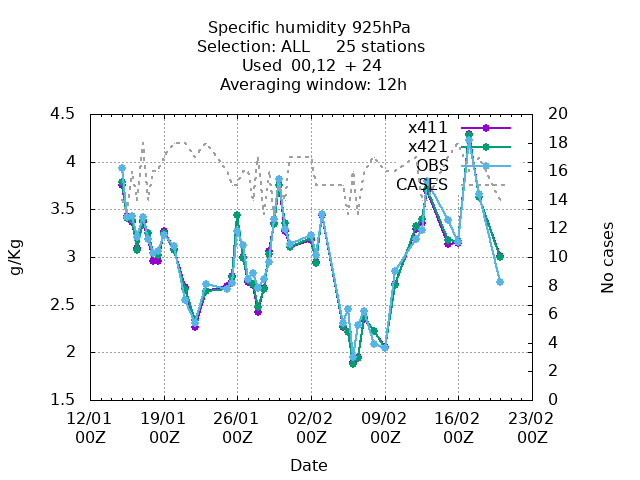 Specific humidity 925hPa
Selection: ALL 25 stations
Used 00,12 + 24
Averaging window: 12h
x411
x421
OBS
CASES
4.5
4
3.5
3
2.5
2
1.5
g/Kg
20
18
16
14
12
10
8
6
4
2
0
No cases
12/01 19/01 26/01 02/02 09/02 16/02 23/02
00Z 00Z 00Z 00Z 00Z 00Z 00Z
Date